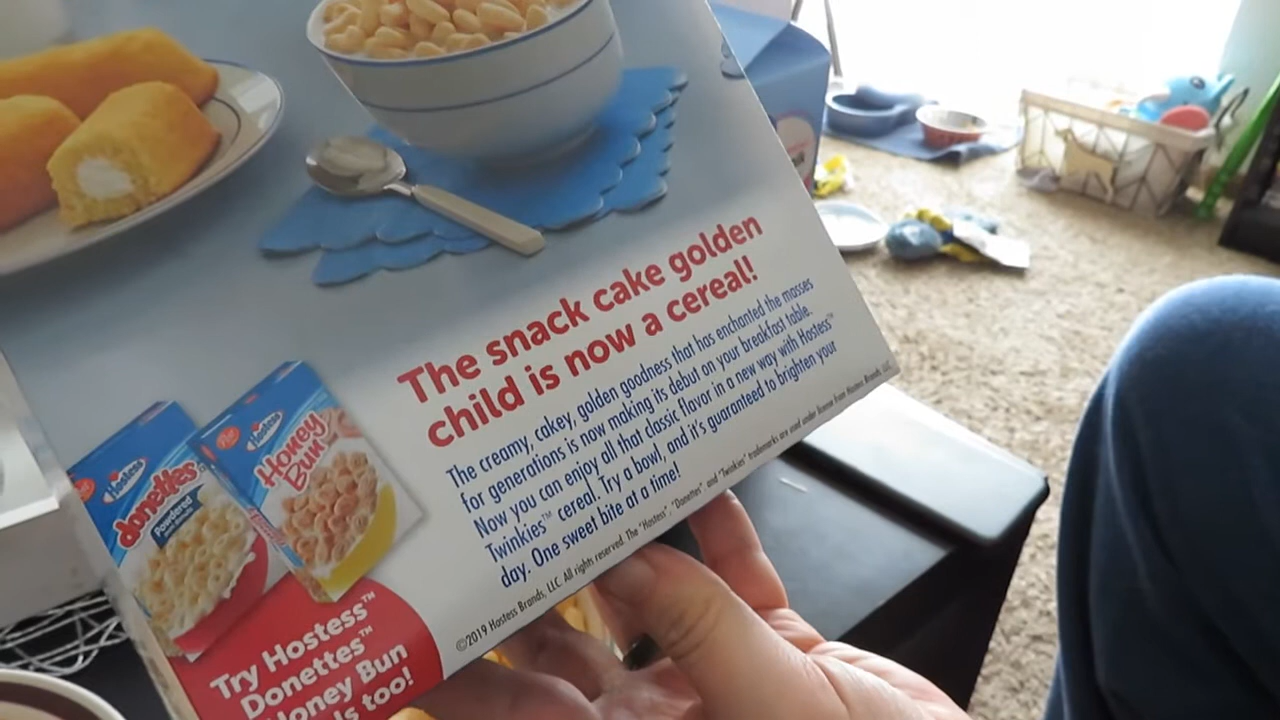 The snack cake golden
child is now a cereal!
The creamy, cakey, golden goodness that has enchanted the masses
for generations is now making its debut on your breakfast table.
Now you can enjoy all that classic flavor in a new way with Hostess™
Twinkies™ cereal. Try a bowl, and it's guaranteed to brighten your
day. One sweet bite at a time!
©2019 Hostess Brands, LLC. All rights reserved. The "Hostess", "Donettes", and "Twinkies" trademarks are used under license from Hostess Brands, LLC.
Post
Hostess
Honey
Bun
Hostess
donettes
Powdered
Try Hostess™
Donettes™
Honey Bun
too!